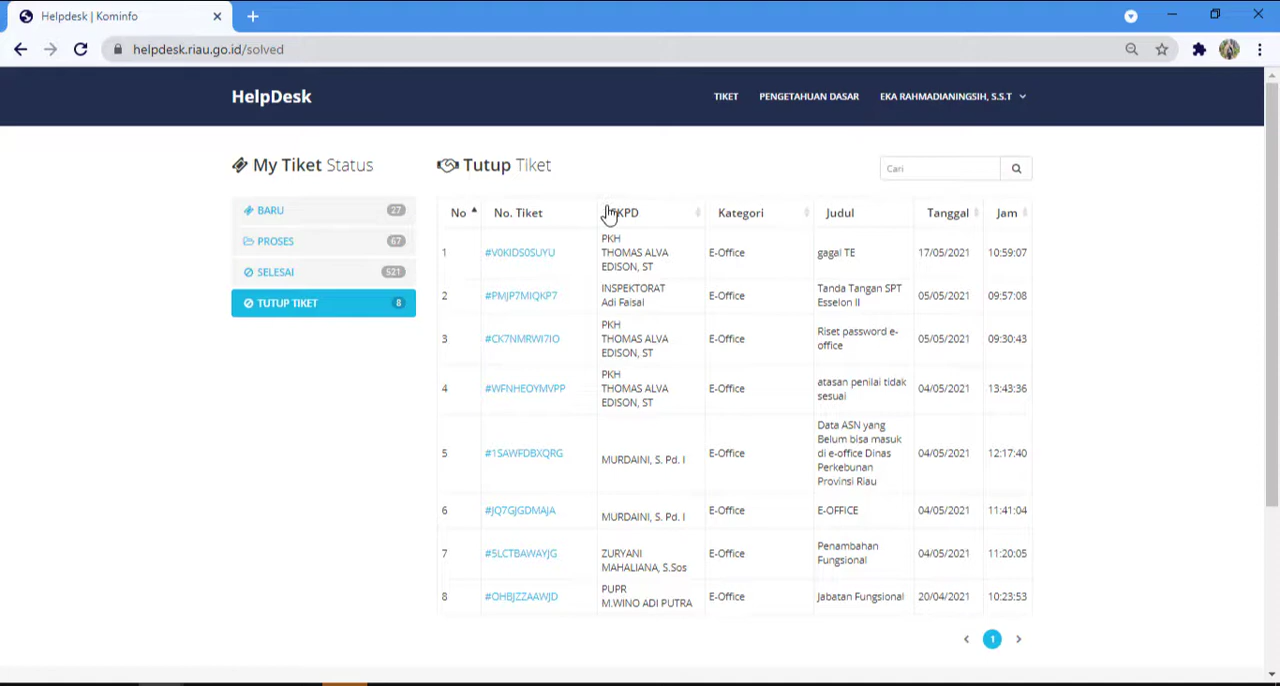 Helpdesk | Kominfo
helpdesk.riau.go.id/solved
HelpDesk
TIKET PENGETAHUAN DASAR EKA RAHMADIANINGSIH, S.S.T
My Tiket Status
BARU 27
PROSES 67
SELESAI 521
TUTUP TIKET 8
Tutup Tiket
Cari
No No. Tiket Kategori Judul Tanggal Jam
1 #V0KIDS0SUYU PKH
THOMAS ALVA
EDISON, ST
E-Office gagal TE 17/05/2021 10:59:07
2 #PMJP7MIQKP7 INSPEKTORAT
Adi Faisal
E-Office Tanda Tangan SPT
Esselon II
05/05/2021 09:57:08
3 #CK7NMRWI7IO PKH
THOMAS ALVA
EDISON, ST
E-Office Riset password e-
office
05/05/2021 09:30:43
4 #WFNHEOYMVPP PKH
THOMAS ALVA
EDISON, ST
E-Office atasan penilai tidak
sesuai
04/05/2021 13:43:36
5 #1SAWFDBXQRG MURDAINI, S. Pd. I
E-Office Data ASN yang
Belum bisa masuk
di e-office Dinas
Perkebunan
Provinsi Riau
04/05/2021 12:17:40
6 #JQ7GJGDMAJA MURDAINI, S. Pd. I
E-Office E-OFFICE 04/05/2021 11:41:04
7 #5LCTBAWAYJG ZURYANI
MAHALIANA, S.Sos
E-Office Penambahan
Fungsional
04/05/2021 11:20:05
8 #OHBJZZAAWJD PUPR
M.WINO ADI PUTRA
E-Office Jabatan Fungsional 20/04/2021 10:23:53
1